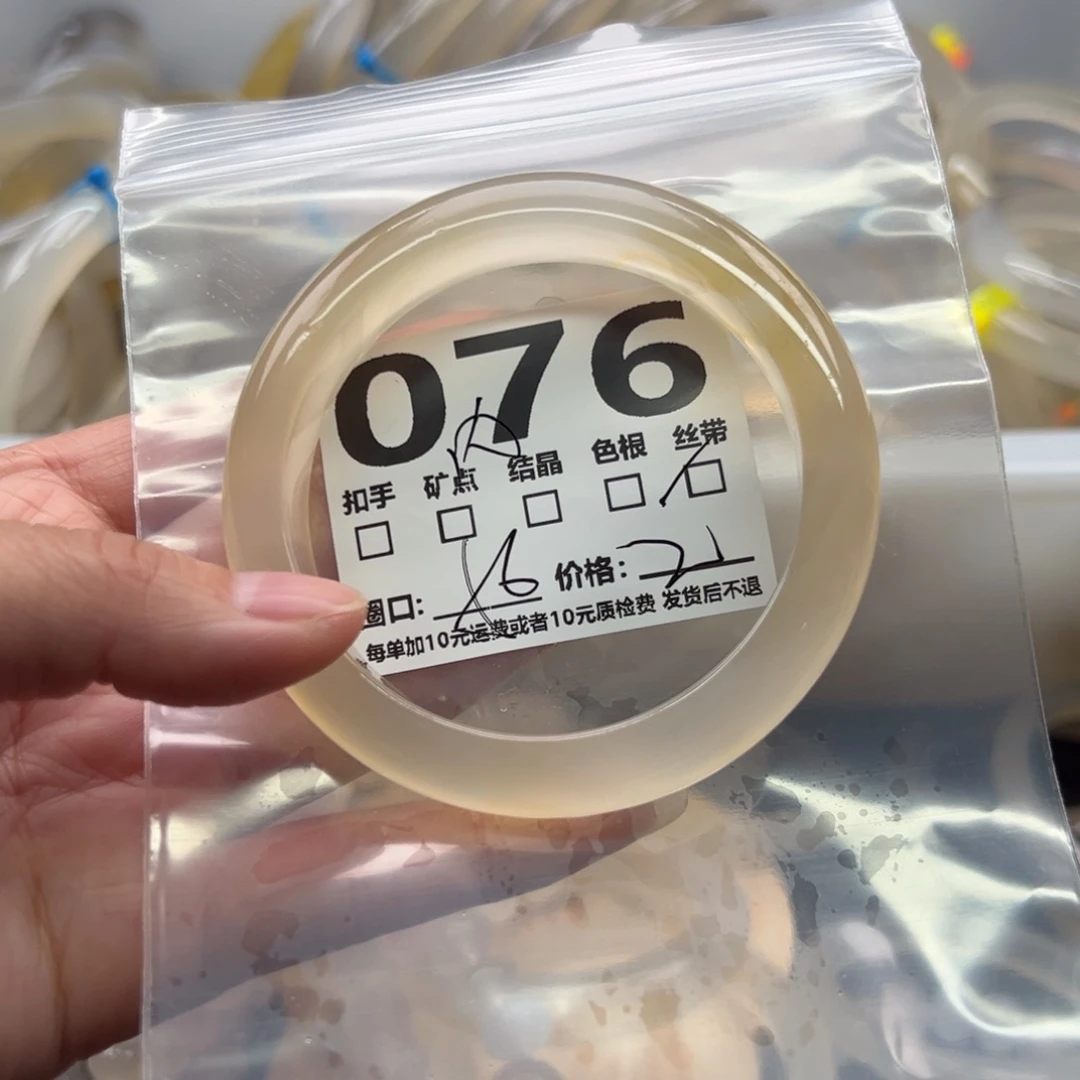 076
扣手 矿点 结晶 色根 丝带
圈口: 价格:
每单加10元运费或者10元质检费 发货后不退